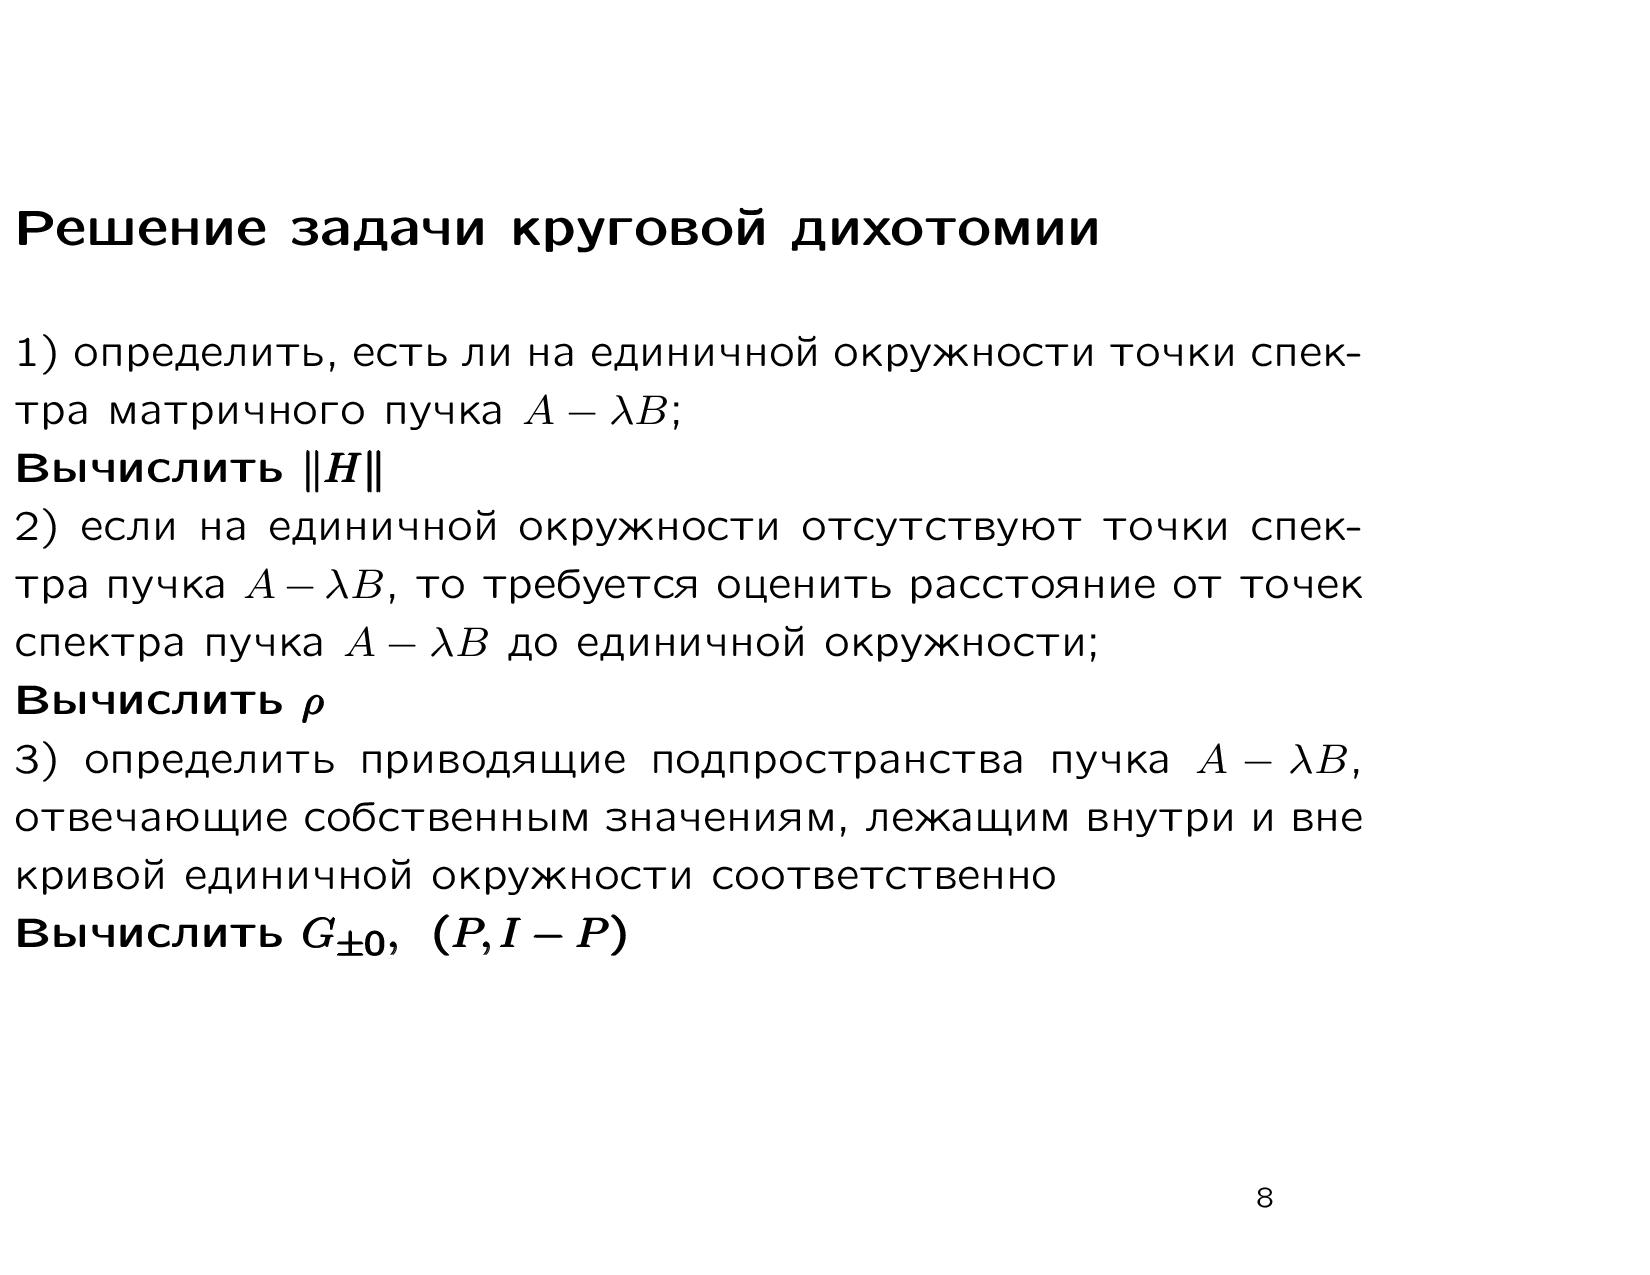 Решение задачи круговой дихотомии
1) определить, есть ли на единичной окружности точки спек-
тра матричного пучка A − λB;
Вычислить ‖H‖
2) если на единичной окружности отсутствуют точки спек-
тра пучка A − λB, то требуется оценить расстояние от точек
спектра пучка A − λB до единичной окружности;
Вычислить ρ
3) определить приводящие подпространства пучка A − λB,
отвечающие собственным значениям, лежащим внутри и вне
кривой единичной окружности соответственно
Вычислить G±0, (P, I − P)
8